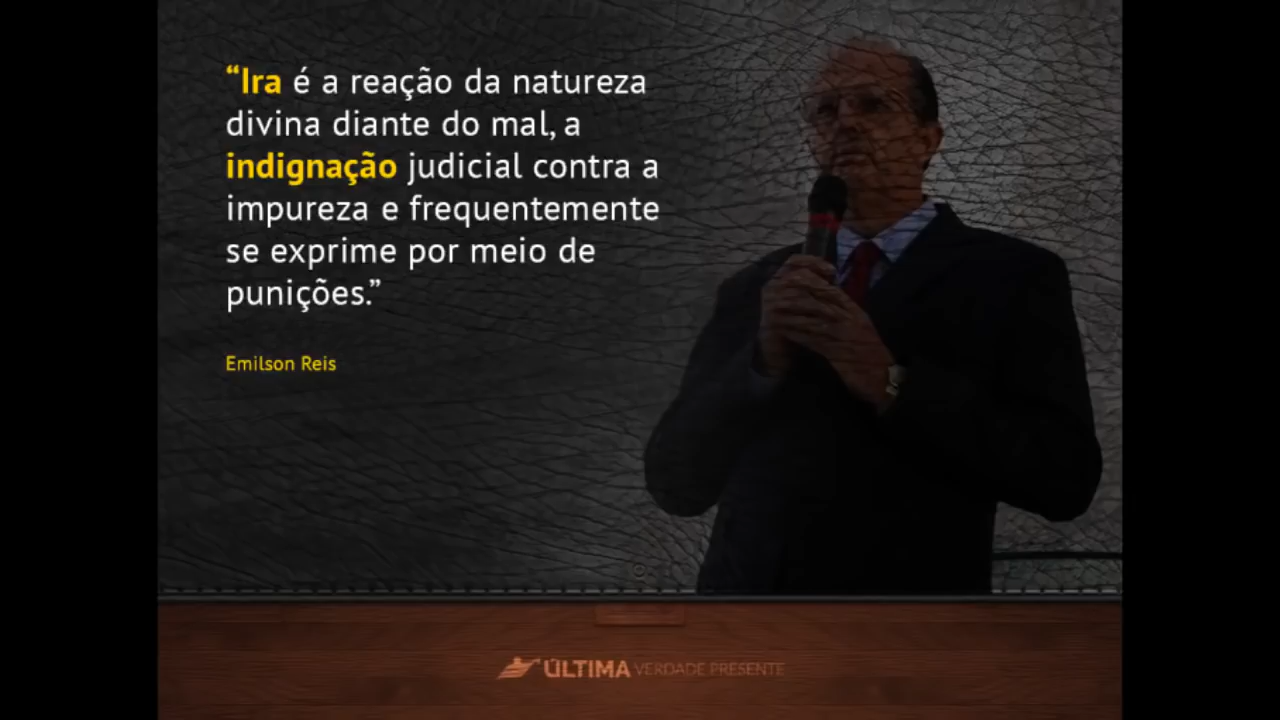 “Ira é a reação da natureza
divina diante do mal, a
indignação judicial contra a
impureza e frequentemente
se exprime por meio de
punições.”
Emilson Reis
ÚLTIMA VERDADE PRESENTE